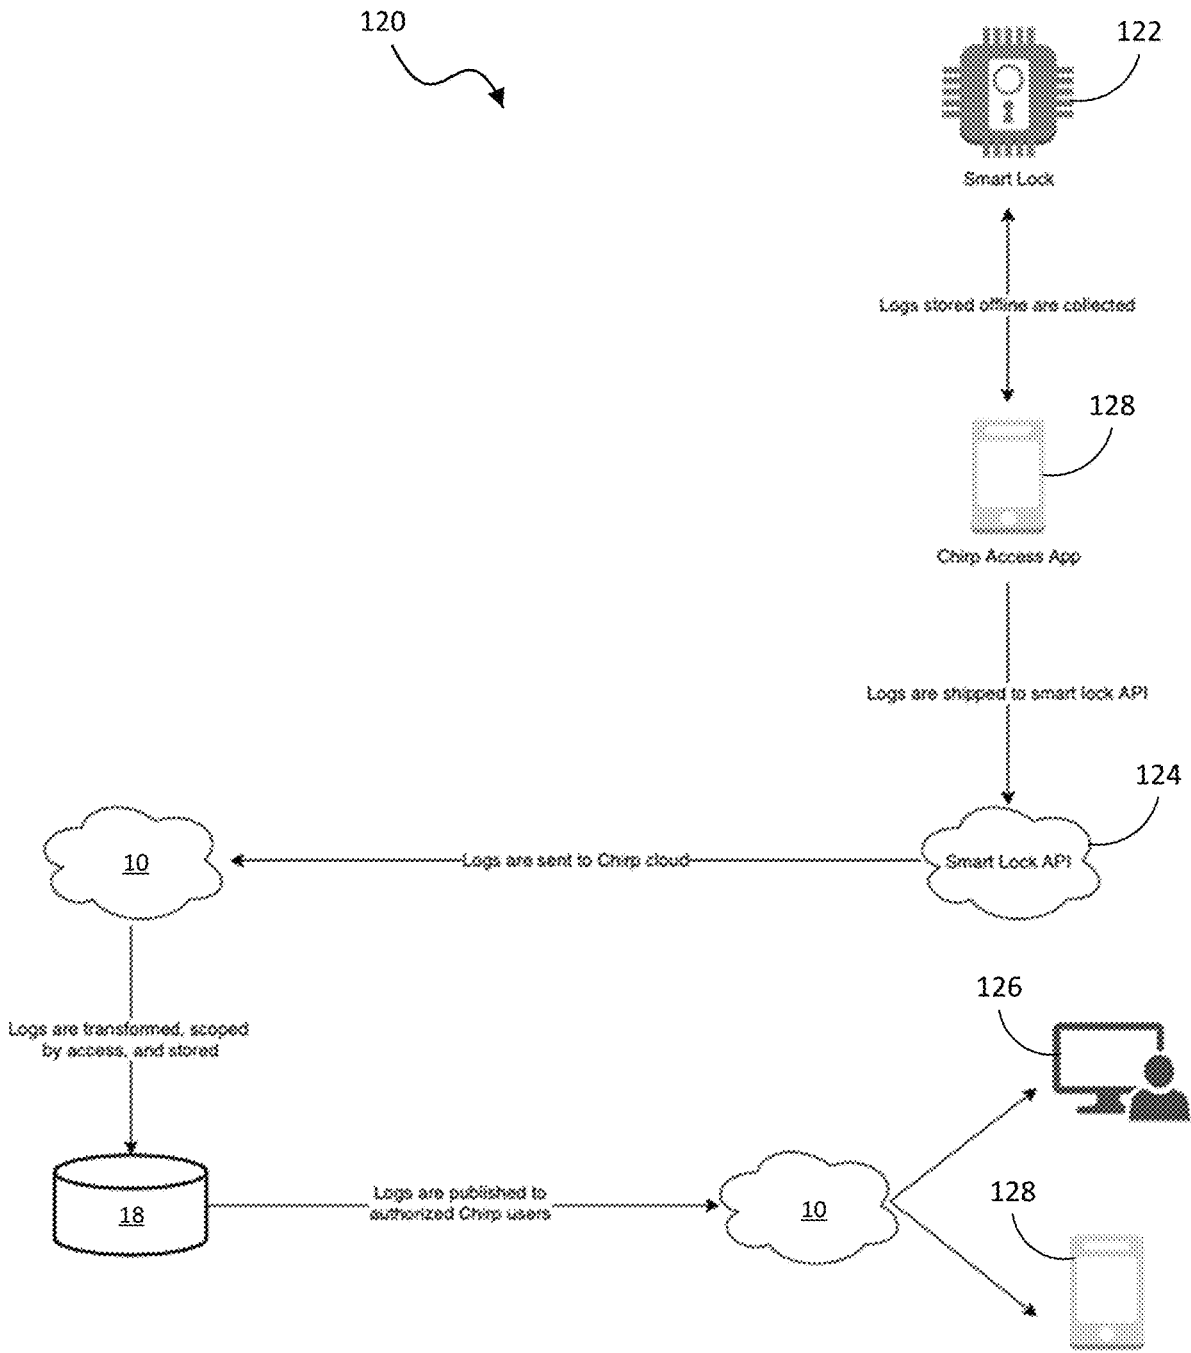 120
122
Smart Lock
Logs stored offline are collected
128
Chirp Access App
Logs are shipped to smart lock API
124
10
Logs are sent to Chirp cloud
Smart Lock API
126
Logs are transformed, scoped
by access, and stored
128
18
Logs are published to
authorized Chirp users
10